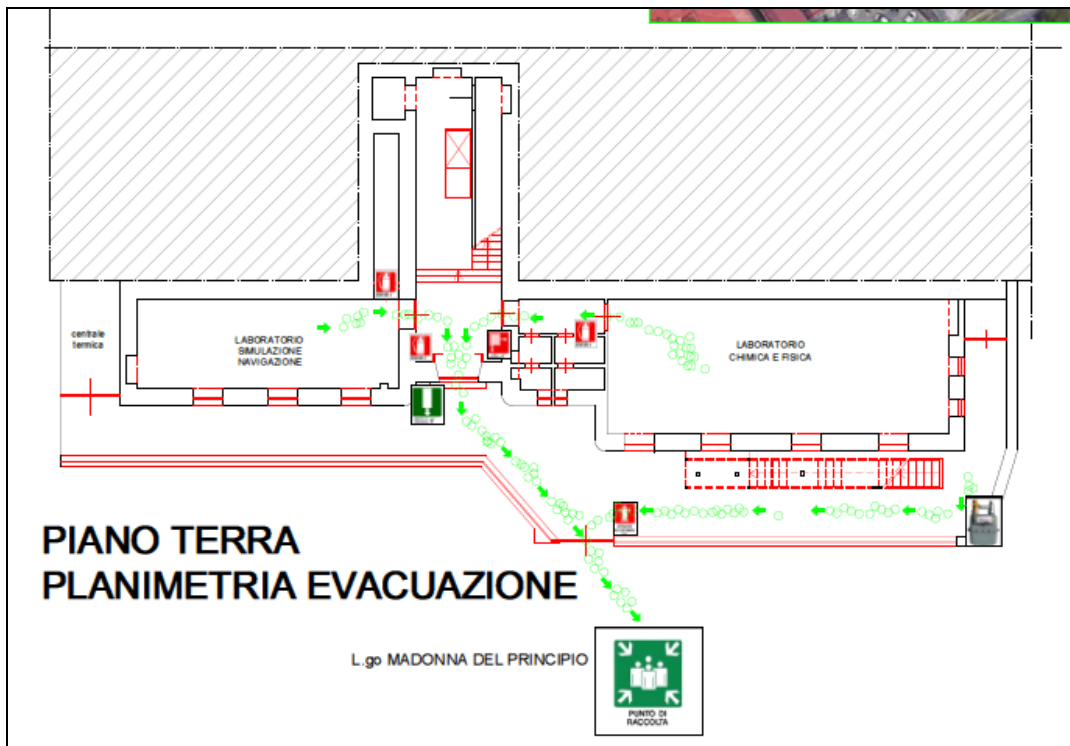 centrale
termica
LABORATORIO
SIMULAZIONE
NAVIGAZIONE
LABORATORIO
CHIMICA E FISICA
PIANO TERRA
PLANIMETRIA EVACUAZIONE
L.go MADONNA DEL PRINCIPIO
PUNTO DI
RACCOLTA